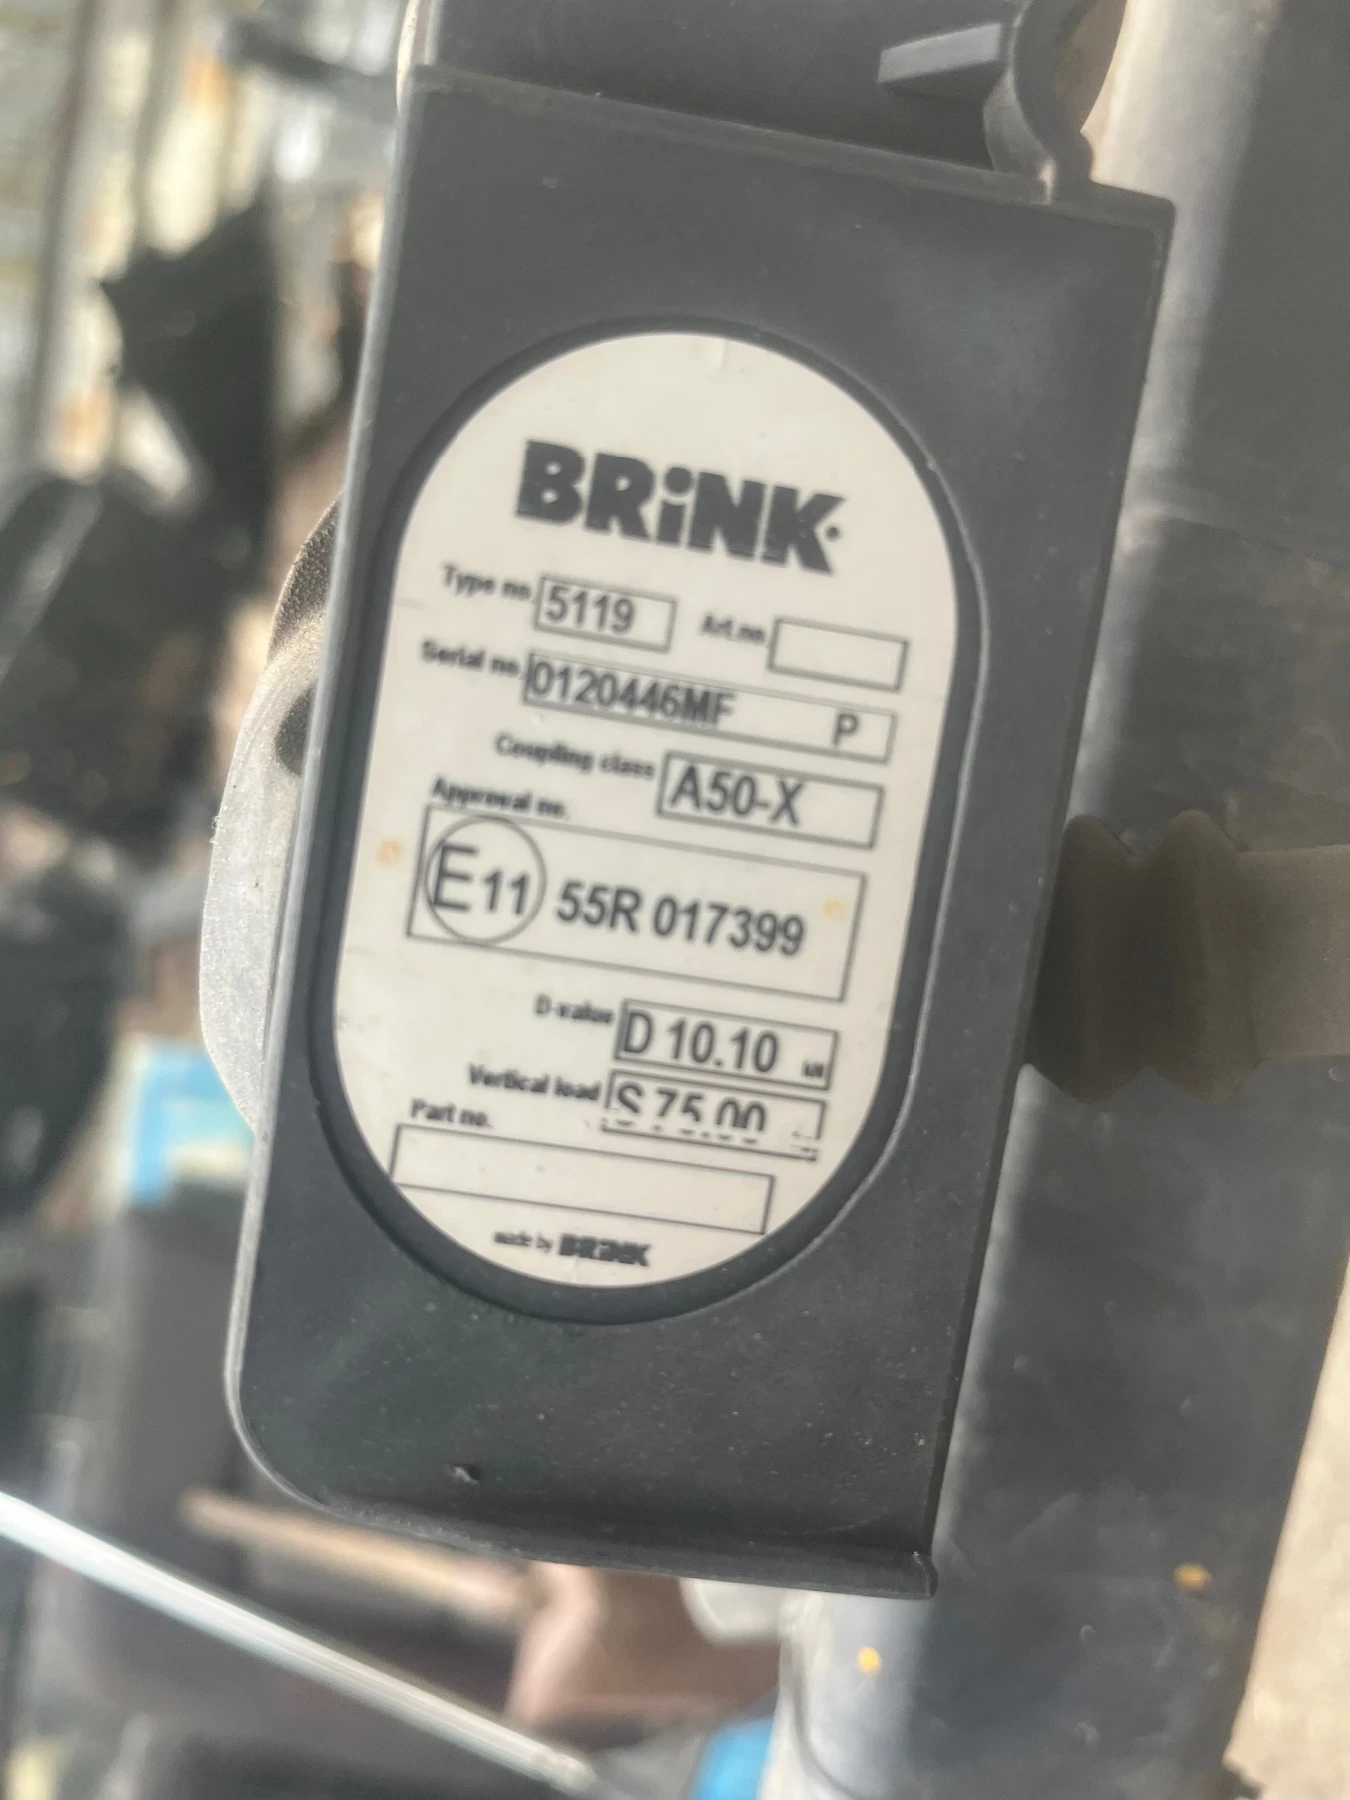 BRiNK
Type no. 5119 Art.no.
Serial no. 0120446MF P
Coupling class A50-X
Approval no.
E11 55R 017399
D-value D 10.10 kN
Vertical load S 75.00
Part no.
made by BRiNK